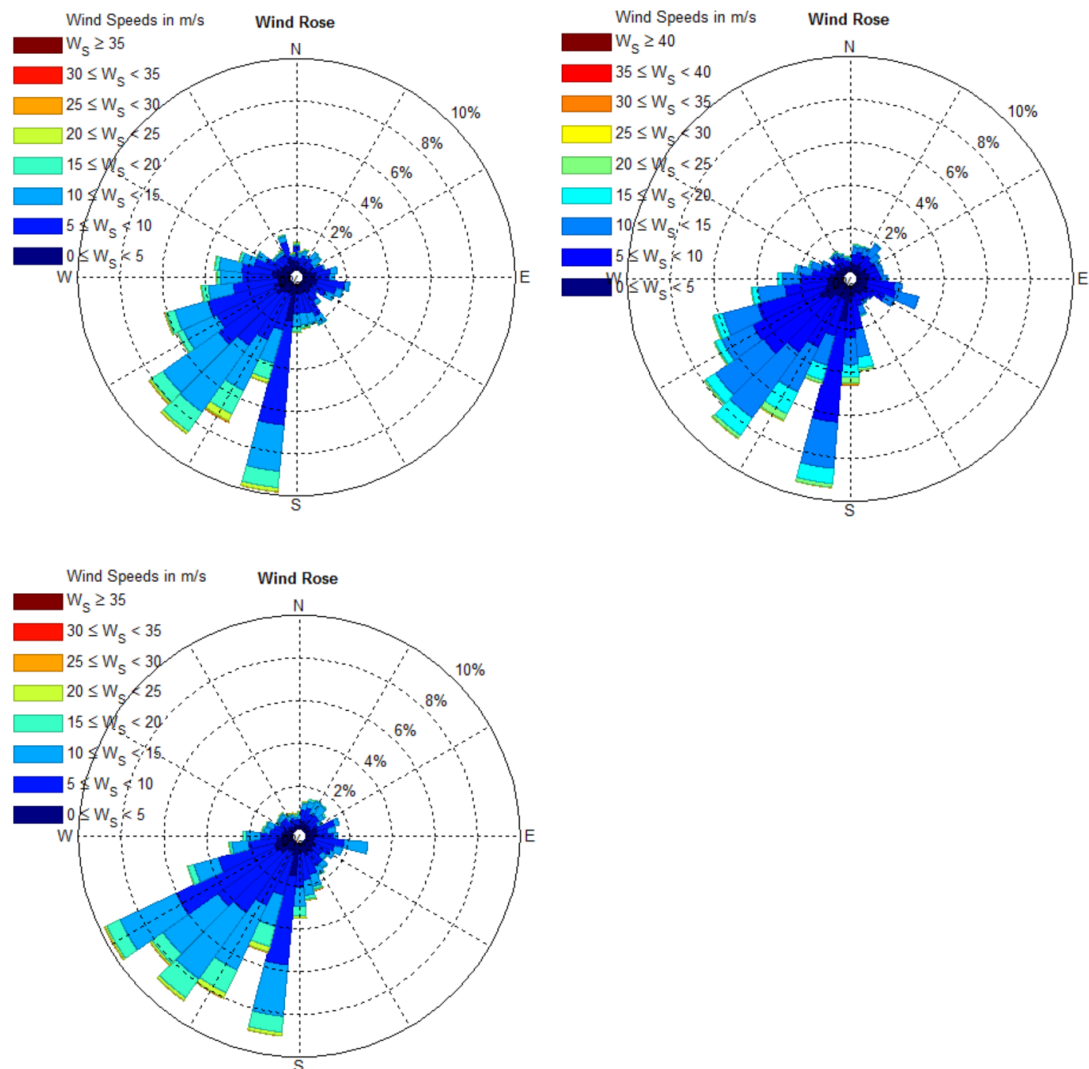 Wind Speeds in m/s
Wind Rose
W_S ≥ 35
30 ≤ W_S < 35
25 ≤ W_S < 30
20 ≤ W_S < 25
15 ≤ W_S < 20
10 ≤ W_S < 15
5 ≤ W_S < 10
0 ≤ W_S < 5
N
10%
8%
6%
4%
2%
W
E
S
Wind Speeds in m/s
Wind Rose
W_S ≥ 40
35 ≤ W_S < 40
30 ≤ W_S < 35
25 ≤ W_S < 30
20 ≤ W_S < 25
15 ≤ W_S < 20
10 ≤ W_S < 15
5 ≤ W_S < 10
0 ≤ W_S < 5
N
10%
8%
6%
4%
2%
W
E
S
Wind Speeds in m/s
Wind Rose
W_S ≥ 35
30 ≤ W_S < 35
25 ≤ W_S < 30
20 ≤ W_S < 25
15 ≤ W_S < 20
10 ≤ W_S < 15
5 ≤ W_S < 10
0 ≤ W_S < 5
N
10%
8%
6%
4%
2%
W
E
S